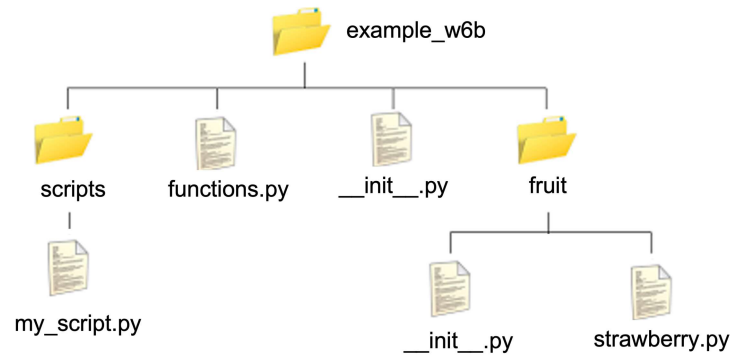 example_w6b
scripts
functions.py
__init__.py
fruit
my_script.py
__init__.py
strawberry.py